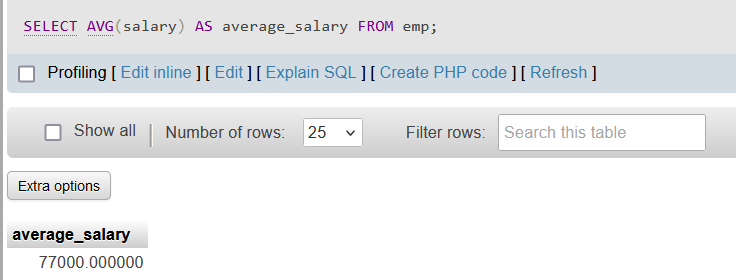 SELECT AVG(salary) AS average_salary FROM emp;
Profiling [ Edit inline ] [ Edit ] [ Explain SQL ] [ Create PHP code ] [ Refresh ]
Show all Number of rows: 25 Filter rows: Search this table
Extra options
average_salary
77000.000000